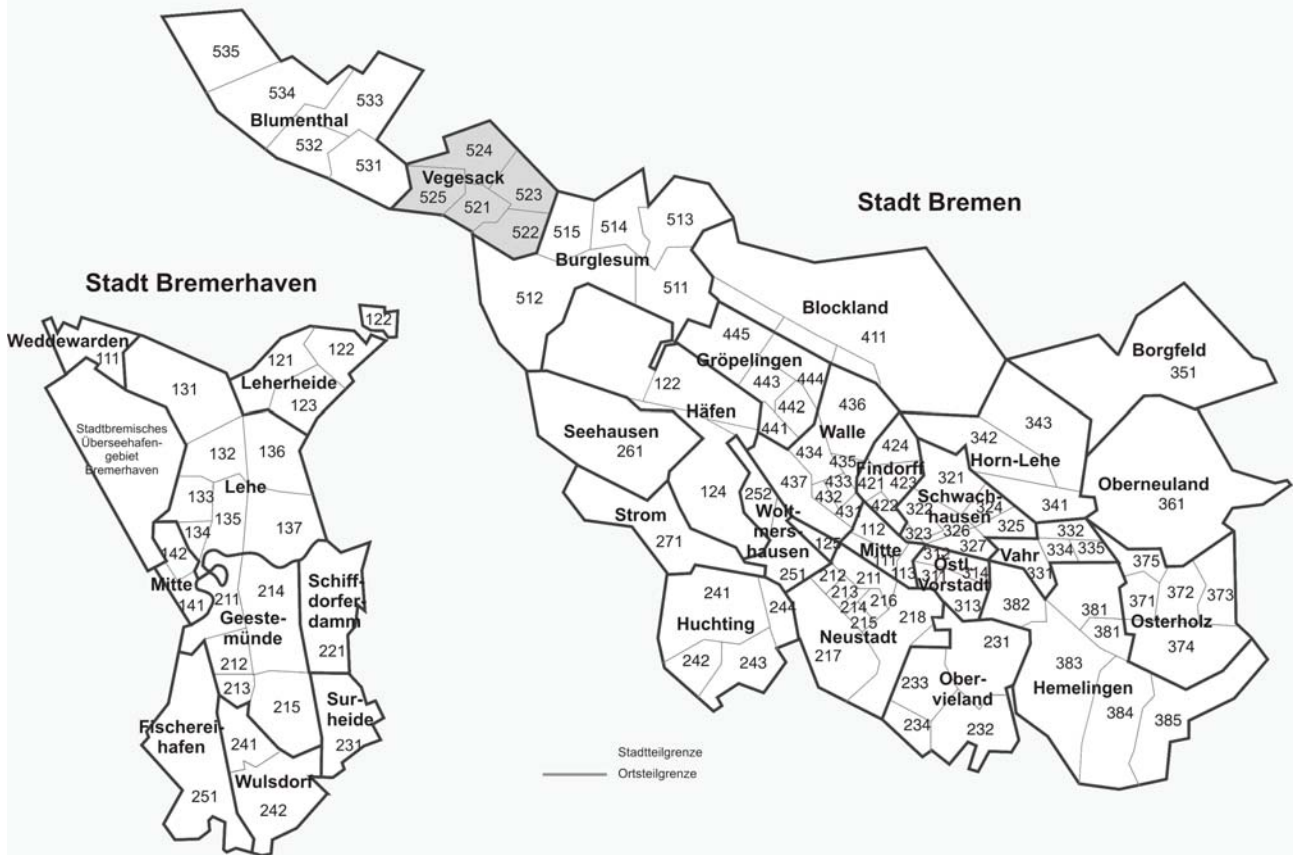 535
534
533
Blumenthal
532
531
524
Vegesack
525
523
521
522
515
514
513
Burglesum
512
511
Stadt Bremen
Blockland
411
Borgfeld
351
445
Gröpelingen
443
444
442
441
122
Häfen
Seehausen
261
436
Walle
434
435
433
432
437
431
424
Findorff
421
423
422
342
343
Horn-Lehe
341
321
Schwach-
hausen
322
324
325
323
326
327
Oberneuland
361
332
334
335
Vahr
331
124
252
Wolt-
mers-
hausen
125
251
Strom
271
112
Mitte
111
113
312
Östl.
311
314
Vorstadt
313
375
372
373
371
Osterholz
374
241
244
Huchting
242
243
212
211
213
216
214
215
218
Neustadt
217
382
381
381
383
Hemelingen
384
385
231
233
Ober-
vieland
234
232
Stadt Bremerhaven
Weddewarden
111
122
121
122
Leherheide
123
131
Stadtbremisches
Überseehafen-
gebiet
Bremerhaven
132
136
Lehe
133
135
134
137
142
Mitte
141
211
214
Geeste-
münde
Schiff-
dorfer-
damm
221
212
213
215
Sur-
heide
231
Fischerei-
hafen
251
241
Wulsdorf
242
Stadtteilgrenze
Ortsteilgrenze